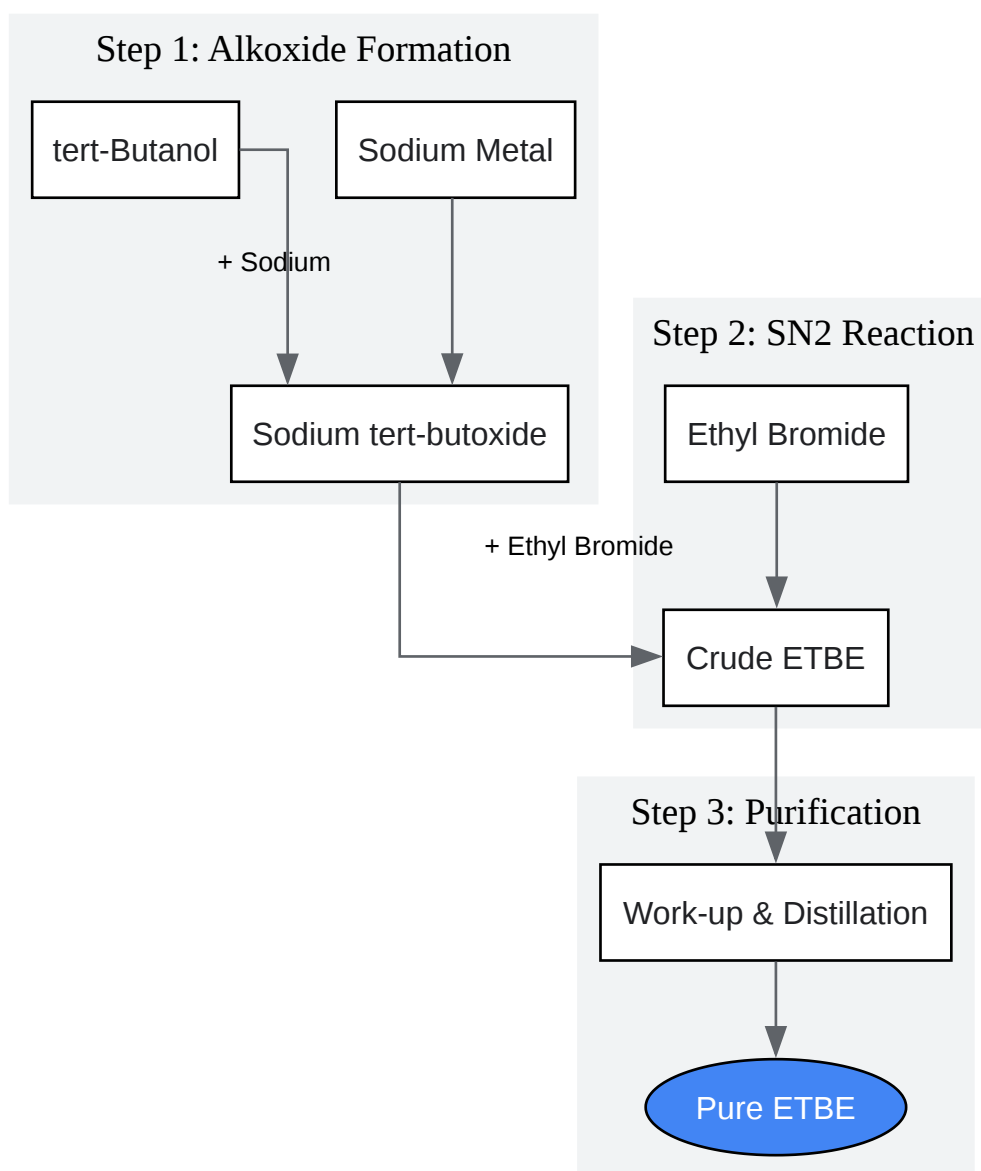 Step 1: Alkoxide Formation
tert-Butanol
Sodium Metal
+ Sodium
Sodium tert-butoxide
Step 2: SN2 Reaction
Ethyl Bromide
+ Ethyl Bromide
Crude ETBE
Step 3: Purification
Work-up & Distillation
Pure ETBE